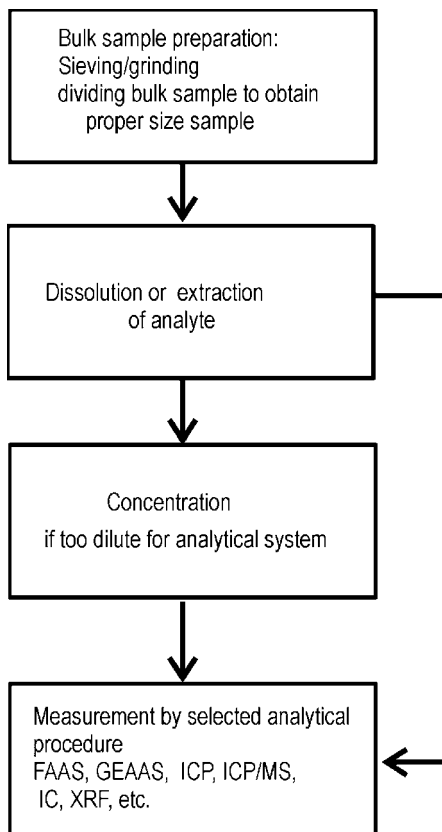 Bulk sample preparation:
Sieving/grinding
dividing bulk sample to obtain
proper size sample
Dissolution or extraction
of analyte
Concentration
if too dilute for analytical system
Measurement by selected analytical
procedure
FAAS, GEAAS, ICP, ICP/MS,
IC, XRF, etc.